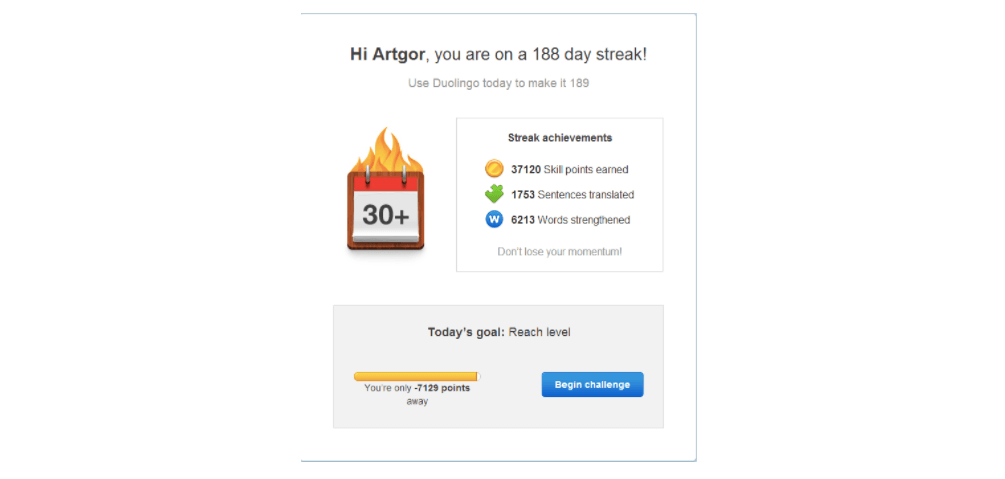 Hi Artgor, you are on a 188 day streak!
Use Duolingo today to make it 189
30+
Streak achievements
37120 Skill points earned
1753 Sentences translated
W
6213 Words strengthened
Don't lose your momentum!
Today's goal: Reach level
You're only -7129 points
away
Begin challenge